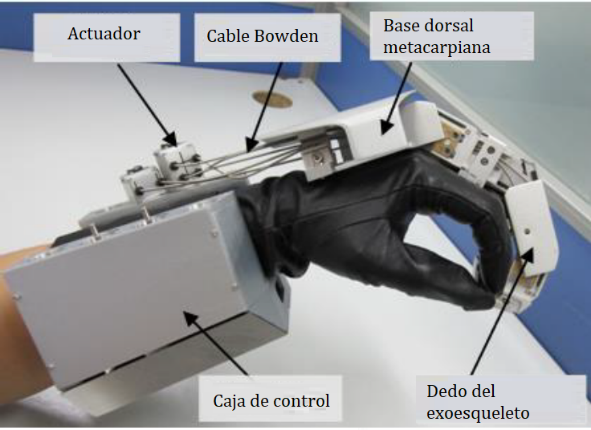 Actuador
Cable Bowden
Base dorsal
metacarpiana
Caja de control
Dedo del
exoesqueleto